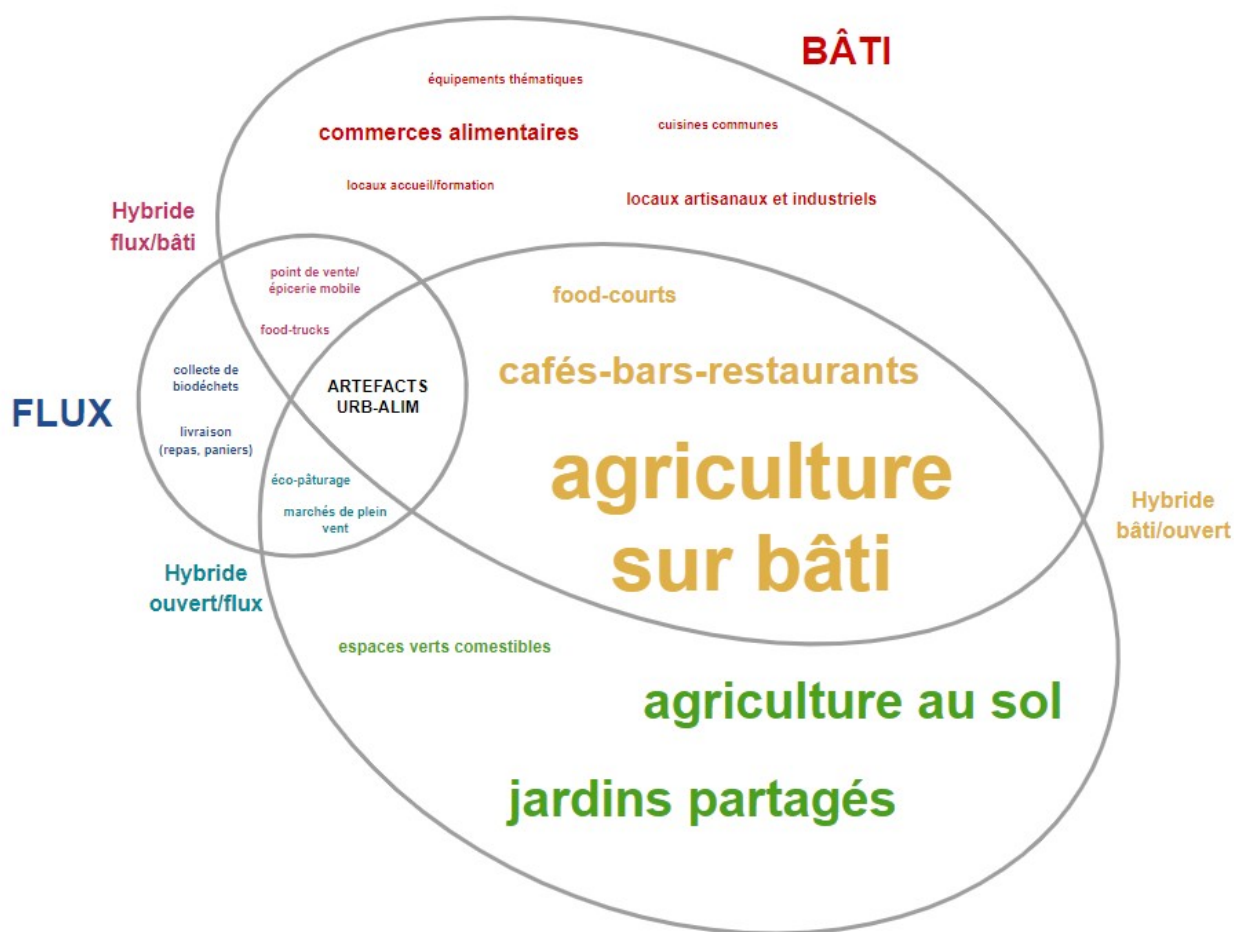 BÂTI
équipements thématiques
commerces alimentaires
cuisines communes
locaux accueil/formation
locaux artisanaux et industriels
Hybride
flux/bâti
point de vente/
épicerie mobile
food-trucks
food-courts
cafés-bars-restaurants
collecte de
biodéchets
ARTEFACTS
URB-ALIM
FLUX
livraison
(repas, paniers)
agriculture
sur bâti
éco-pâturage
marchés de plein
vent
Hybride
bâti/ouvert
Hybride
ouvert/flux
espaces verts comestibles
agriculture au sol
jardins partagés